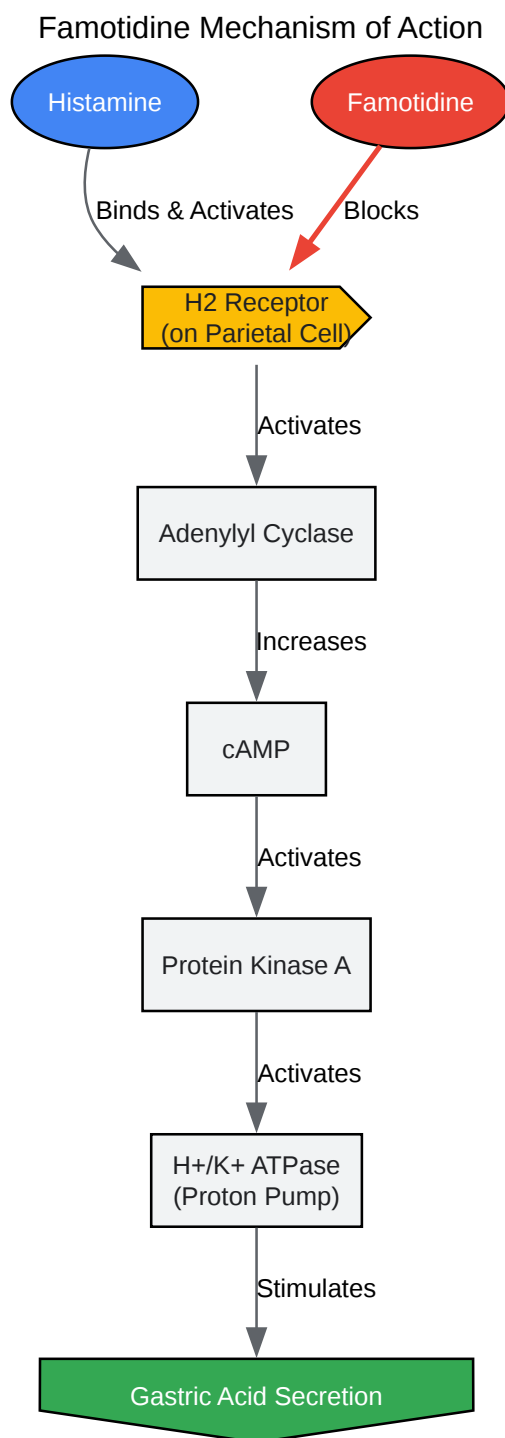 Famotidine Mechanism of Action
Histamine
Famotidine
Binds & Activates
Blocks
H2 Receptor
(on Parietal Cell)
Activates
Adenylyl Cyclase
Increases
cAMP
Activates
Protein Kinase A
Activates
H+/K+ ATPase
(Proton Pump)
Stimulates
Gastric Acid Secretion